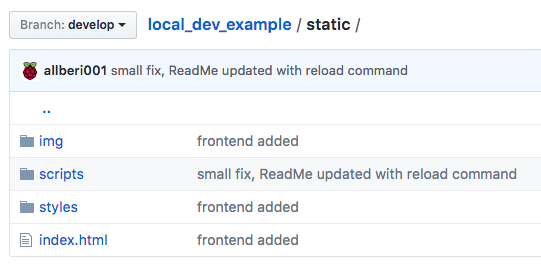 Branch: develop local_dev_example / static /
allberi001 small fix, ReadMe updated with reload command
..
img frontend added
scripts small fix, ReadMe updated with reload command
styles frontend added
index.html frontend added